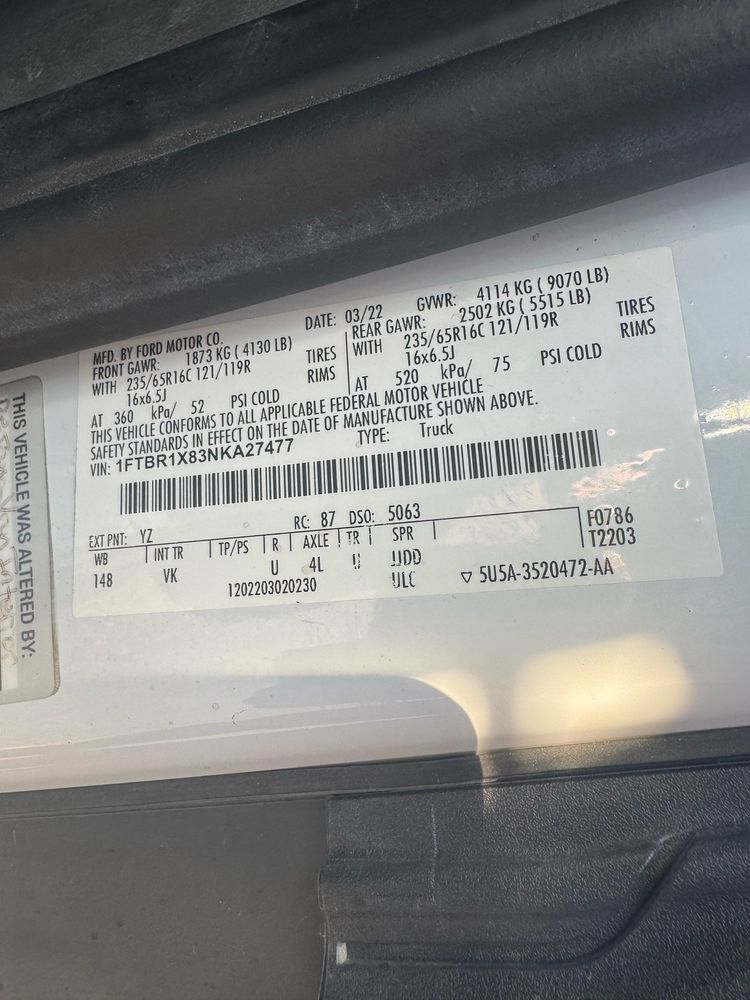 MFD. BY FORD MOTOR CO.
DATE: 03/22
GVWR: 4114 KG ( 9070 LB)
FRONT GAWR: 1873 KG ( 4130 LB)
WITH 235/65R16C 121/119R TIRES
16x6.5J RIMS
AT 360 kPa/ 52 PSI COLD
REAR GAWR: 2502 KG ( 5515 LB)
WITH 235/65R16C 121/119R TIRES
16x6.5J RIMS
AT 520 kPa/ 75 PSI COLD
THIS VEHICLE CONFORMS TO ALL APPLICABLE FEDERAL MOTOR VEHICLE
SAFETY STANDARDS IN EFFECT ON THE DATE OF MANUFACTURE SHOWN ABOVE.
VIN: 1FTBR1X83NKA27477
TYPE: Truck
EXT PNT: YZ RC: 87 DSO: 5063
WB INT TR TP/PS R AXLE TR SPR
148 VK U 4L JJDD
ULC
F0786
T2203
1202203020230
5U5A-3520472-AA
THIS VEHICLE WAS ALTERED BY: